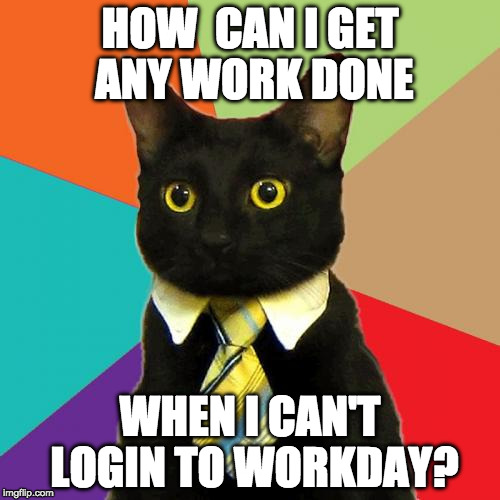 HOW CAN I GET
ANY WORK DONE
WHEN I CAN'T
LOGIN TO WORKDAY?
imgflip.com